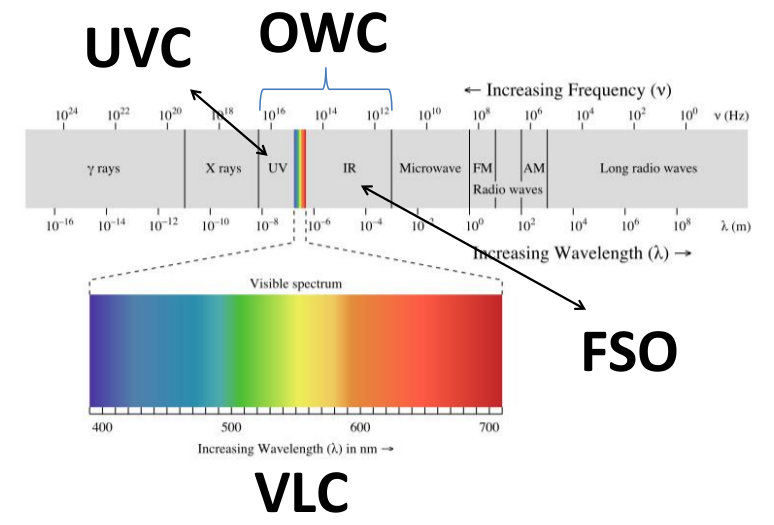 UVC OWC
← Increasing Frequency (ν)
10²⁴ 10²² 10²⁰ 10¹⁸ 10¹⁶ 10¹⁴ 10¹² 10¹⁰ 10⁸ 10⁶ 10⁴ 10² 10⁰ ν (Hz)
γ rays X rays UV IR Microwave FM AM Long radio waves
Radio waves
10⁻¹⁶ 10⁻¹⁴ 10⁻¹² 10⁻¹⁰ 10⁻⁸ 10⁻⁶ 10⁻⁴ 10⁻² 10⁰ 10² 10⁴ 10⁶ 10⁸ λ (m)
Increasing Wavelength (λ) →
Visible spectrum
FSO
400 500 600 700
Increasing Wavelength (λ) in nm →
VLC